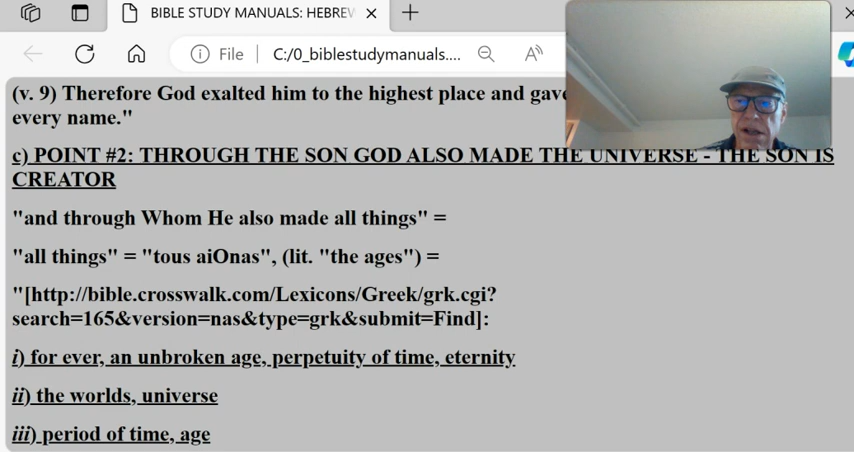 BIBLE STUDY MANUALS: HEBREW
File C:/0_biblestudymanuals....
(v. 9) Therefore God exalted him to the highest place and gave
every name."
c) POINT #2: THROUGH THE SON GOD ALSO MADE THE UNIVERSE - THE SON IS
CREATOR
"and through Whom He also made all things" =
"all things" = "tous aiOnas", (lit. "the ages") =
"[http://bible.crosswalk.com/Lexicons/Greek/grk.cgi?
search=165&version=nas&type=grk&submit=Find]:
i) for ever, an unbroken age, perpetuity of time, eternity
ii) the worlds, universe
iii) period of time, age